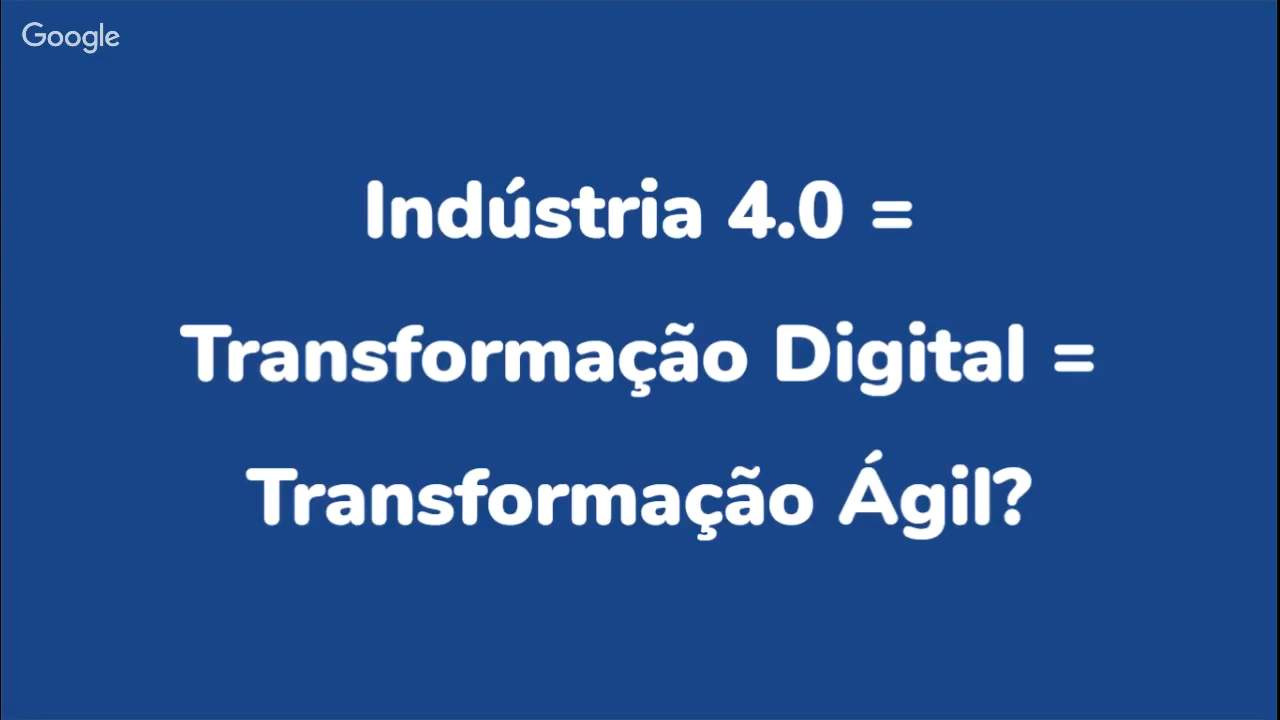 Google
Indústria 4.0 =
Transformação Digital =
Transformação Ágil?